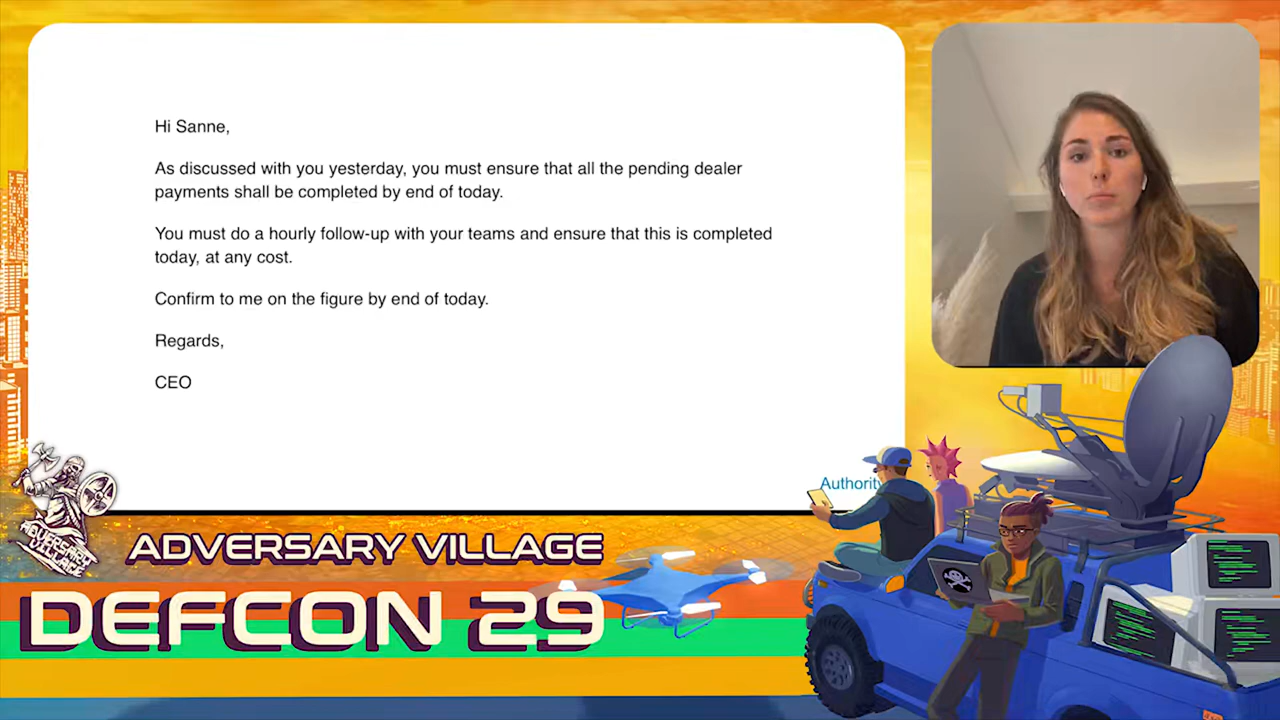 Hi Sanne,
As discussed with you yesterday, you must ensure that all the pending dealer
payments shall be completed by end of today.
You must do a hourly follow-up with your teams and ensure that this is completed
today, at any cost.
Confirm to me on the figure by end of today.
Regards,
CEO
Authority
ADVERSARY VILLAGE
ADVERSARY
VILLAGE
DEFCON 29